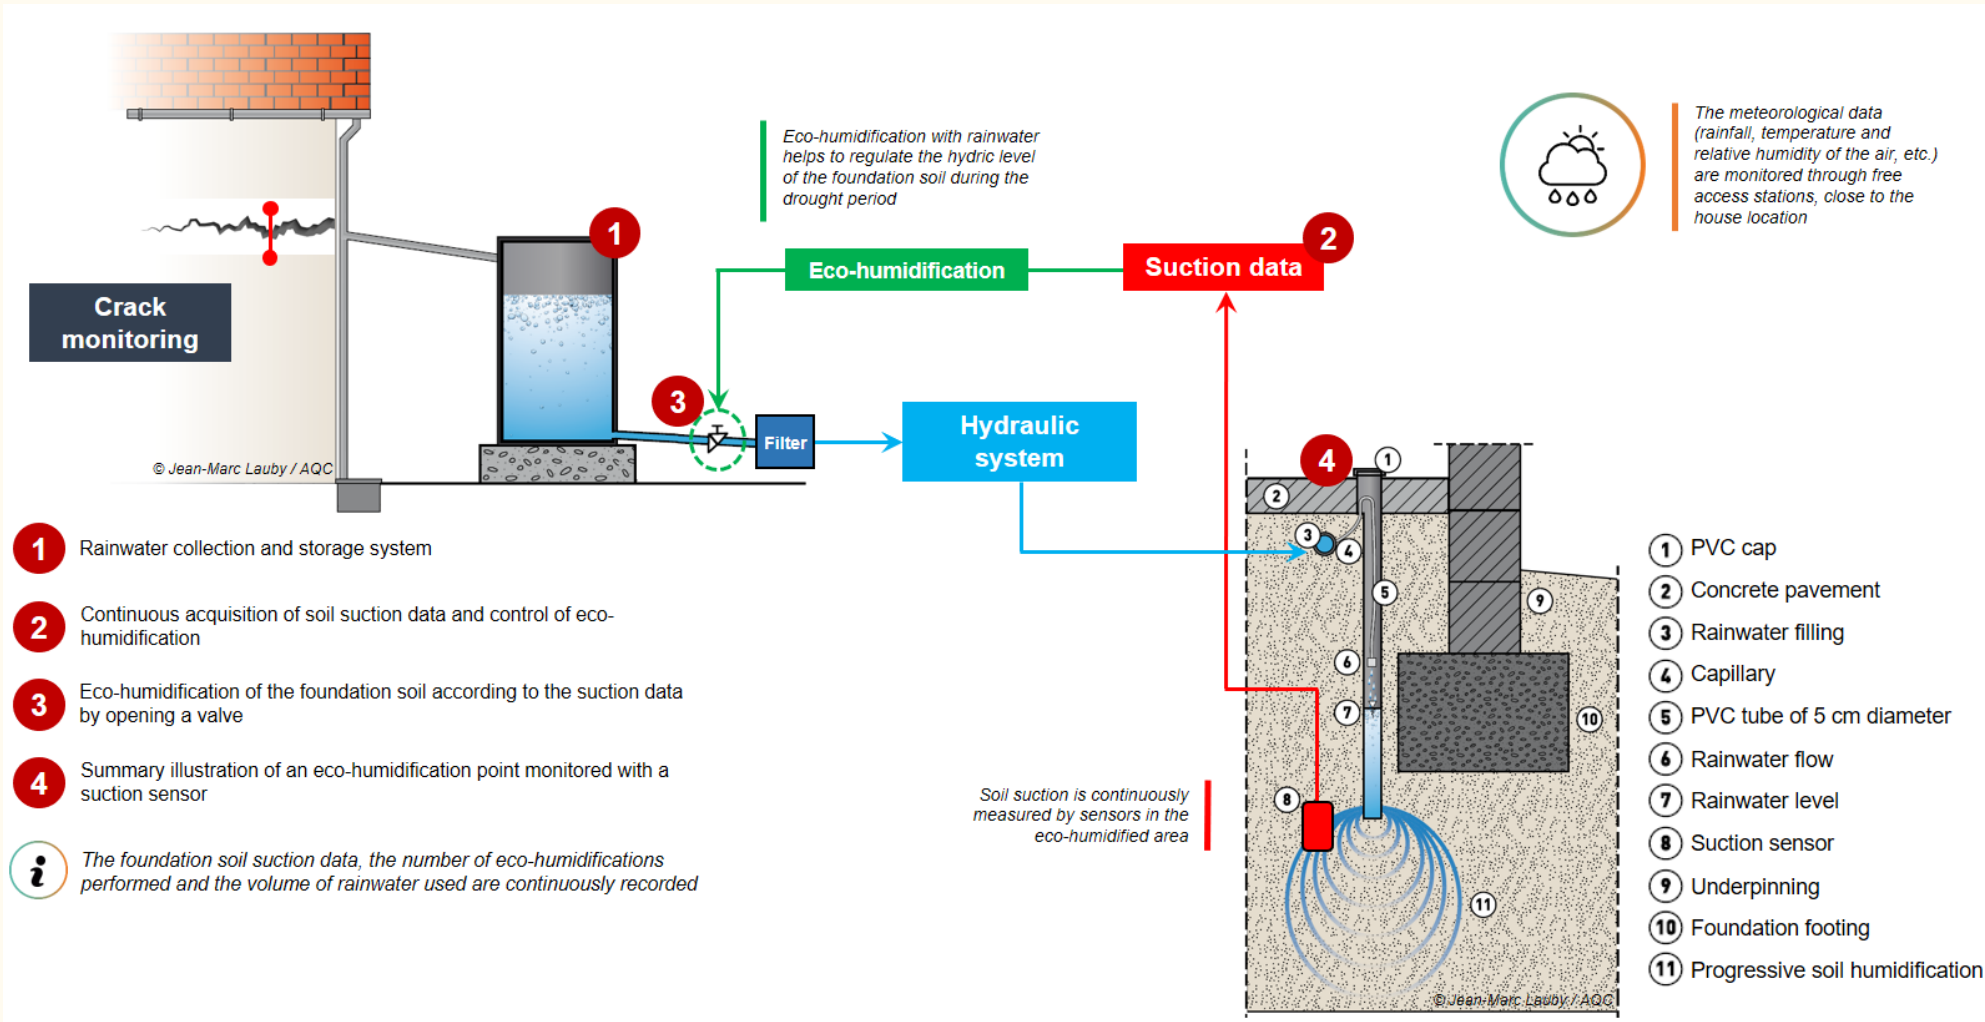 Crack
monitoring
© Jean-Marc Lauby / AQC
1
Eco-humidification with rainwater
helps to regulate the hydric level
of the foundation soil during the
drought period
Eco-humidification
Suction data
2
The meteorological data
(rainfall, temperature and
relative humidity of the air, etc.)
are monitored through free
access stations, close to the
house location
3
Filter
Hydraulic
system
1 Rainwater collection and storage system
2 Continuous acquisition of soil suction data and control of eco-
humidification
3 Eco-humidification of the foundation soil according to the suction data
by opening a valve
4 Summary illustration of an eco-humidification point monitored with a
suction sensor
i The foundation soil suction data, the number of eco-humidifications
performed and the volume of rainwater used are continuously recorded
Soil suction is continuously
measured by sensors in the
eco-humidified area
4
1
2
3
4
5
6
7
8
9
10
11
© Jean-Marc Lauby / AQC
1 PVC cap
2 Concrete pavement
3 Rainwater filling
4 Capillary
5 PVC tube of 5 cm diameter
6 Rainwater flow
7 Rainwater level
8 Suction sensor
9 Underpinning
10 Foundation footing
11 Progressive soil humidification